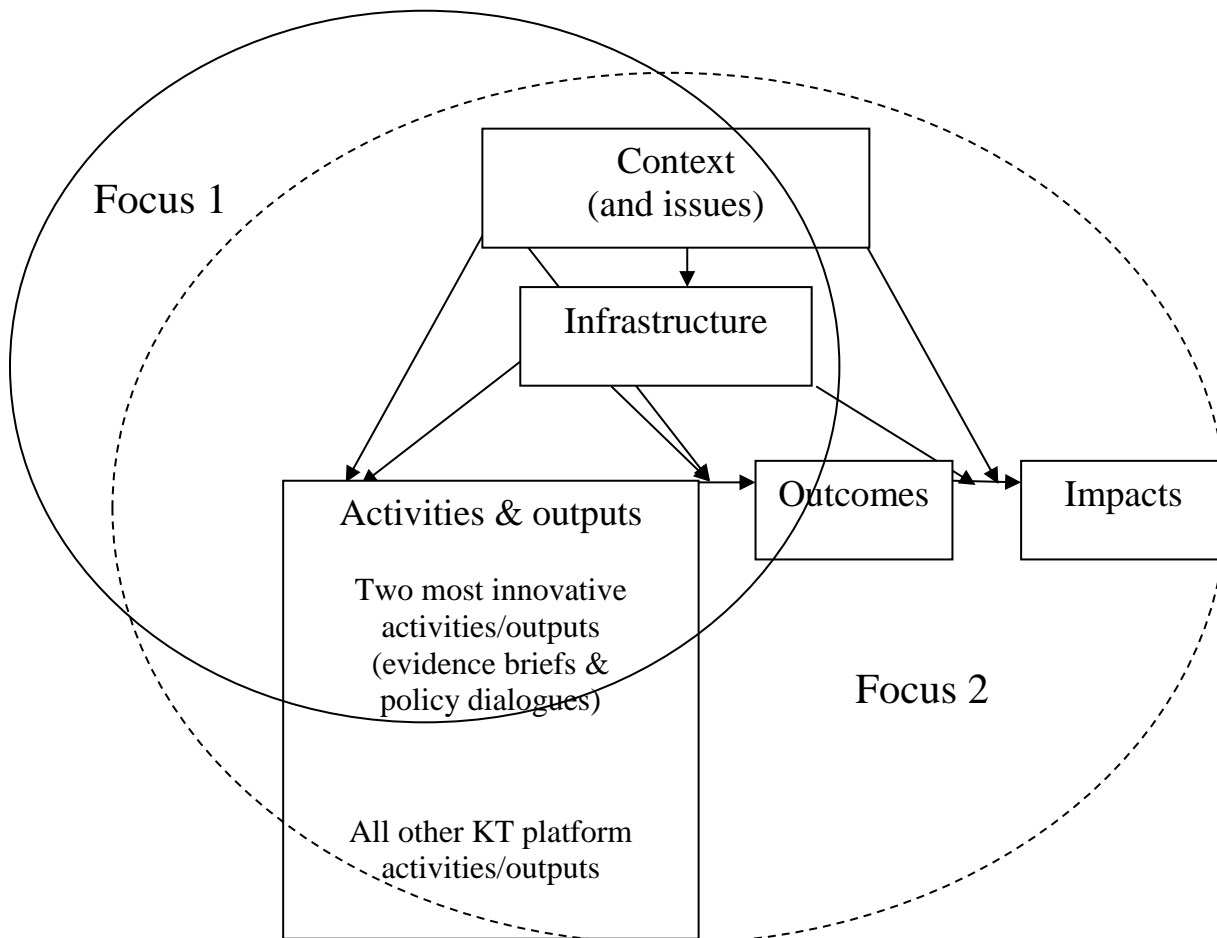 Context
(and issues)
Focus 1
Infrastructure
Outcomes
Impacts
Activities & outputs
Two most innovative
activities/outputs
(evidence briefs &
policy dialogues)
Focus 2
All other KT platform
activities/outputs